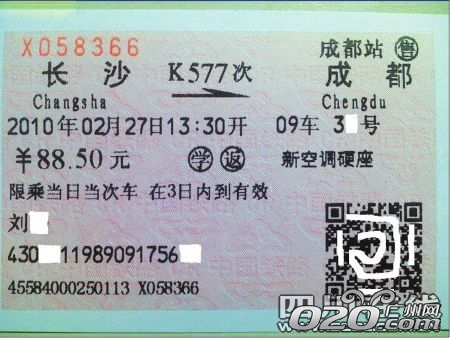 X058366 成都站 售
长沙 K577次 成都
Changsha Chengdu
2010年02月27日13:30开 09车 3 号
￥88.50元 学 返 新空调硬座
限乘当日当次车 在3日内到有效
刘
430 11989091756
45584000250113 X058366
020.com
广州网